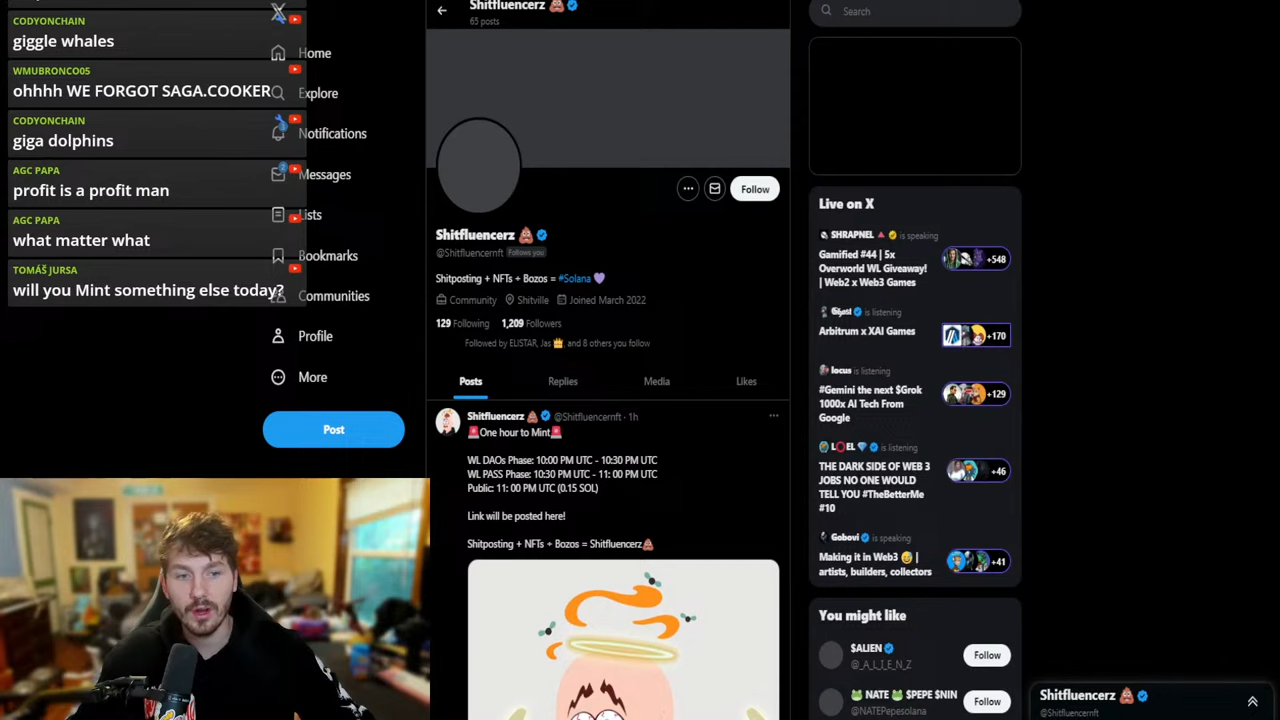 CODYONCHAIN
giggle whales
WMUBRONCO05
ohhhh WE FORGOT SAGA.COOKER
CODYONCHAIN
giga dolphins
AGC PAPA
profit is a profit man
AGC PAPA
what matter what
TOMÁŠ JURSA
will you Mint something else today?
Home
Explore
Notifications
Messages
Lists
Bookmarks
Communities
Profile
More
Post
Shitfluencerz 💩
65 posts
Follow
Shitfluencerz 💩
@Shitfluencernft Follows you
Shitposting + NFTs + Bozos = #Solana 💜
Community Shitville Joined March 2022
129 Following 1,209 Followers
Followed by ELISTAR, Jas 👑, and 8 others you follow
Posts Replies Media Likes
Shitfluencerz 💩 @Shitfluencernft · 1h
🚨One hour to Mint🚨
WL DAOs Phase: 10:00 PM UTC - 10:30 PM UTC
WL PASS Phase: 10:30 PM UTC - 11: 00 PM UTC
Public: 11: 00 PM UTC (0.15 SOL)
Link will be posted here!
Shitposting + NFTs + Bozos = Shitfluencerz💩
Search
Live on X
SHRAPNEL 🔺 is speaking
Gamified #44 | 5x
Overworld WL Giveaway!
| Web2 x Web3 Games
+548
is listening
Arbitrum x XAI Games
+170
locus is listening
#Gemini the next $Grok
1000x AI Tech From
Google
+129
L⭕EL 💎 is listening
THE DARK SIDE OF WEB 3
JOBS NO ONE WOULD
TELL YOU #TheBetterMe
#10
+46
Gobovi is speaking
Making it in Web3 😅 |
artists, builders, collectors
+41
You might like
$ALIEN
@_A_L_I_E_N_Z
Follow
🐸 NATE 🐸 $PEPE $NIN
@NATEPepesolana
Follow
Shitfluencerz 💩
@Shitfluencernft